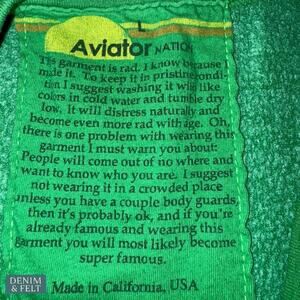 L
Aviator NATION
This garment is rad. I know because I
made it. To keep it in pristine condi-
tion I suggest washing it with like
colors in cold water and tumble dry
low, it will distress naturally and
become even more rad with age. Oh,
there is one problem with wearing this
garment I must warn you about:
People will come out of no where and
want to know who you are. I suggest
not wearing it in a crowded place
unless you have a couple body guards,
then it's probably ok, and if you're
already famous and wearing this
garment you will most likely become
super famous.
Made in California, USA
DENIM
& FELT